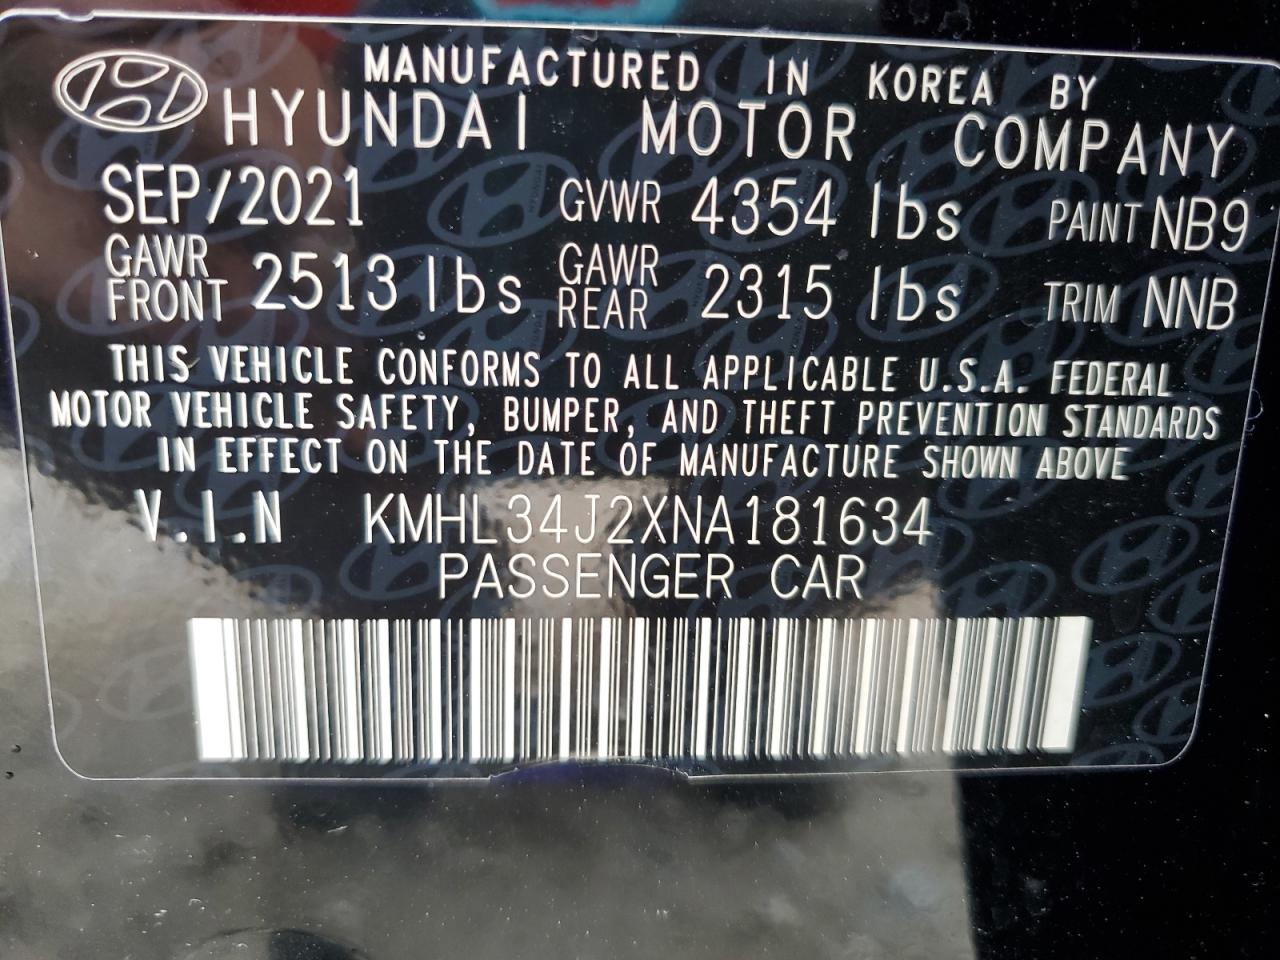 MANUFACTURED IN KOREA BY
HYUNDAI MOTOR COMPANY
SEP/2021 GVWR 4354 lbs PAINT NB9
GAWR FRONT 2513 lbs GAWR REAR 2315 lbs TRIM NNB
THIS VEHICLE CONFORMS TO ALL APPLICABLE U.S.A. FEDERAL
MOTOR VEHICLE SAFETY, BUMPER, AND THEFT PREVENTION STANDARDS
IN EFFECT ON THE DATE OF MANUFACTURE SHOWN ABOVE
V.I.N KMHL34J2XNA181634
PASSENGER CAR